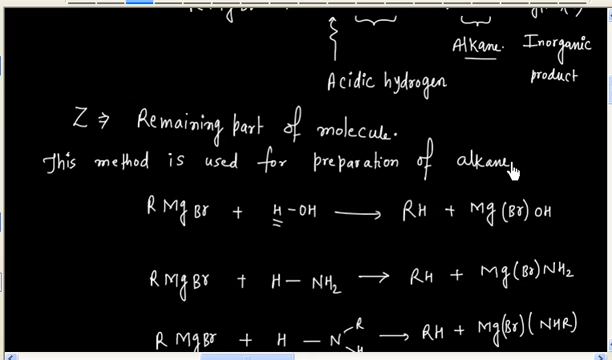 Alkane. Inorganic
Acidic hydrogen product
Z ⇒ Remaining part of molecule.
This method is used for preparation of alkane
RMgBr + H-OH ⟶ RH + Mg(Br)OH
RMgBr + H-NH₂ ⟶ RH + Mg(Br)NH₂
RMgBr + H-N R ⟶ RH + Mg(Br)(NHR)